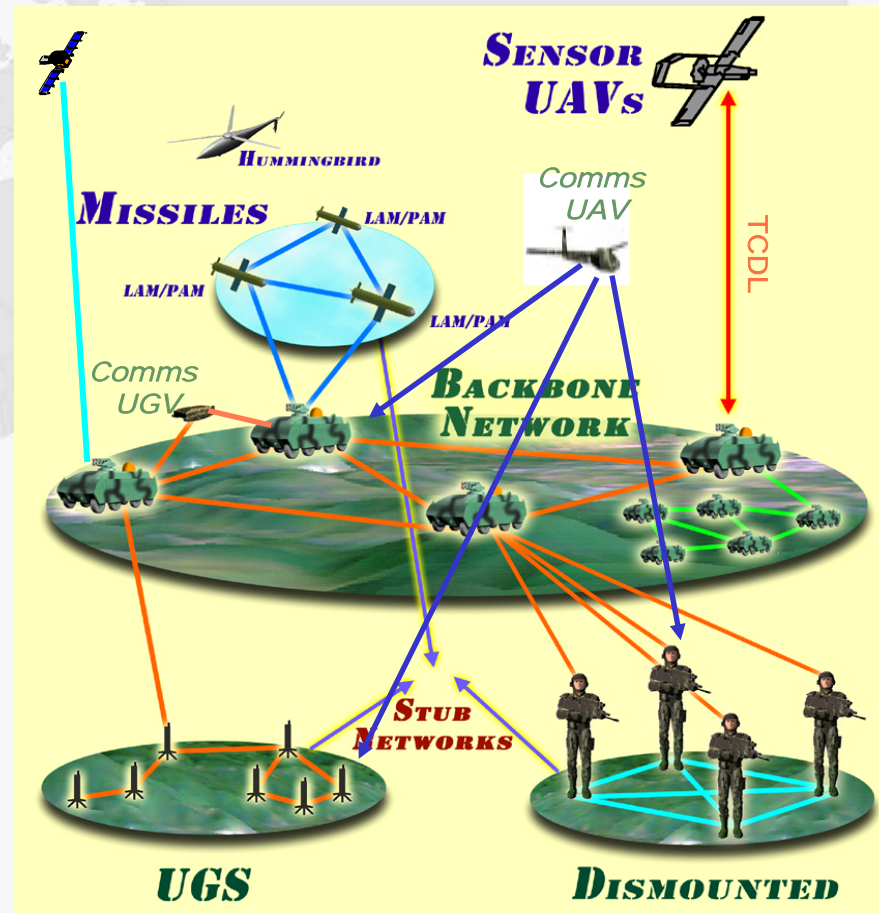 SENSOR
UAVS
HUMMINGBIRD
MISSILES
LAM/PAM
LAM/PAM
LAM/PAM
Comms
UAV
TCDL
Comms
UGV
BACKBONE
NETWORK
STUB
NETWORKS
UGS
DISMOUNTED